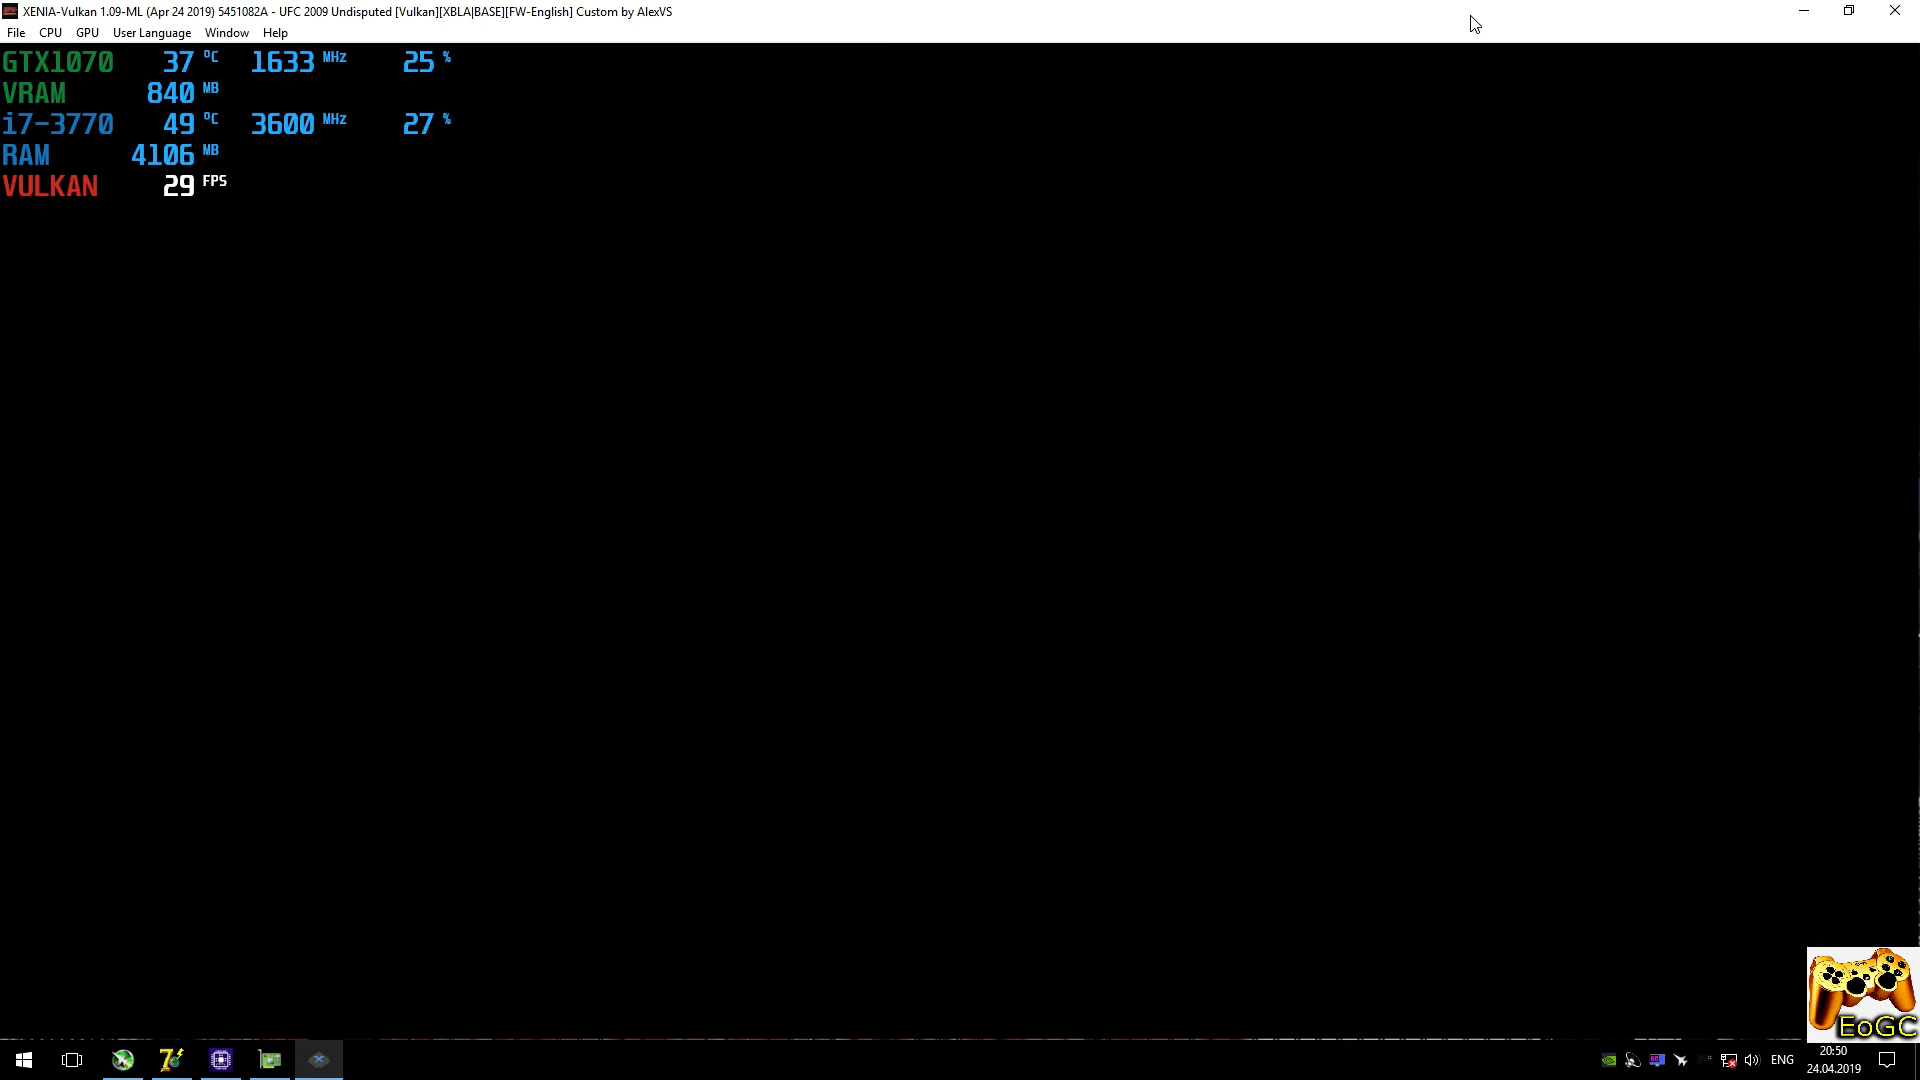 XENIA-Vulkan 1.09-ML (Apr 24 2019) 5451082A - UFC 2009 Undisputed [Vulkan][XBLA|BASE][FW-English] Custom by AlexVS
File CPU GPU User Language Window Help
GTX1070 37 °C 1633 MHz 25 %
VRAM 840 MB
i7-3770 49 °C 3600 MHz 27 %
RAM 4106 MB
VULKAN 29 FPS
EoGC
ENG
20:50
24.04.2019